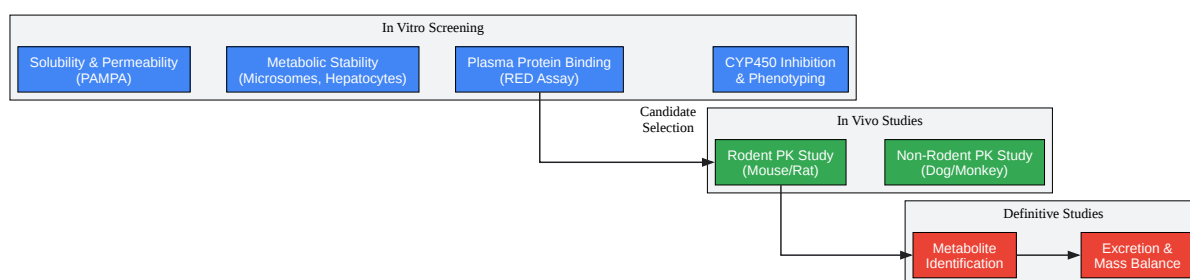 In Vitro Screening
Solubility & Permeability
(PAMPA)
Metabolic Stability
(Microsomes, Hepatocytes)
Plasma Protein Binding
(RED Assay)
CYP450 Inhibition
& Phenotyping
Candidate
Selection
In Vivo Studies
Rodent PK Study
(Mouse/Rat)
Non-Rodent PK Study
(Dog/Monkey)
Definitive Studies
Metabolite
Identification
Excretion &
Mass Balance